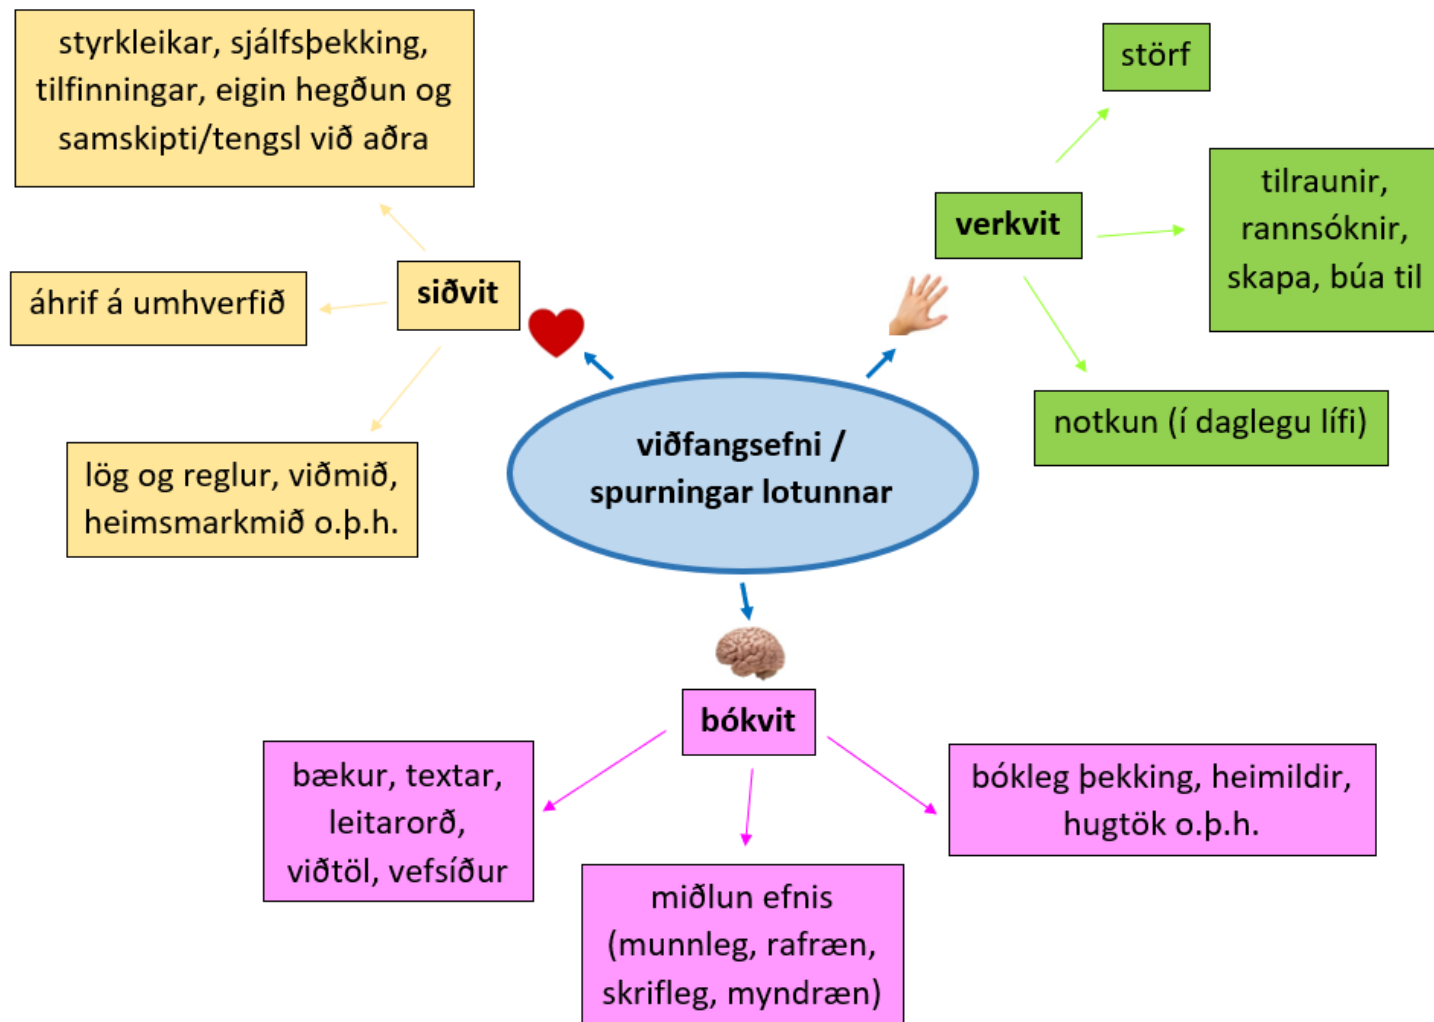 styrkleikar, sjálfsþekking,
tilfinningar, eigin hegðun og
samskipti/tengsl við aðra
siðvit
áhrif á umhverfið
lög og reglur, viðmið,
heimsmarkmið o.þ.h.
störf
verkvit
tilraunir,
rannsóknir,
skapa, búa til
notkun (í daglegu lífi)
viðfangsefni /
spurningar lotunnar
bókvit
bækur, textar,
leitarorð,
viðtöl, vefsíður
miðlun efnis
(munnleg, rafræn,
skrifleg, myndræn)
bókleg þekking, heimildir,
hugtök o.þ.h.